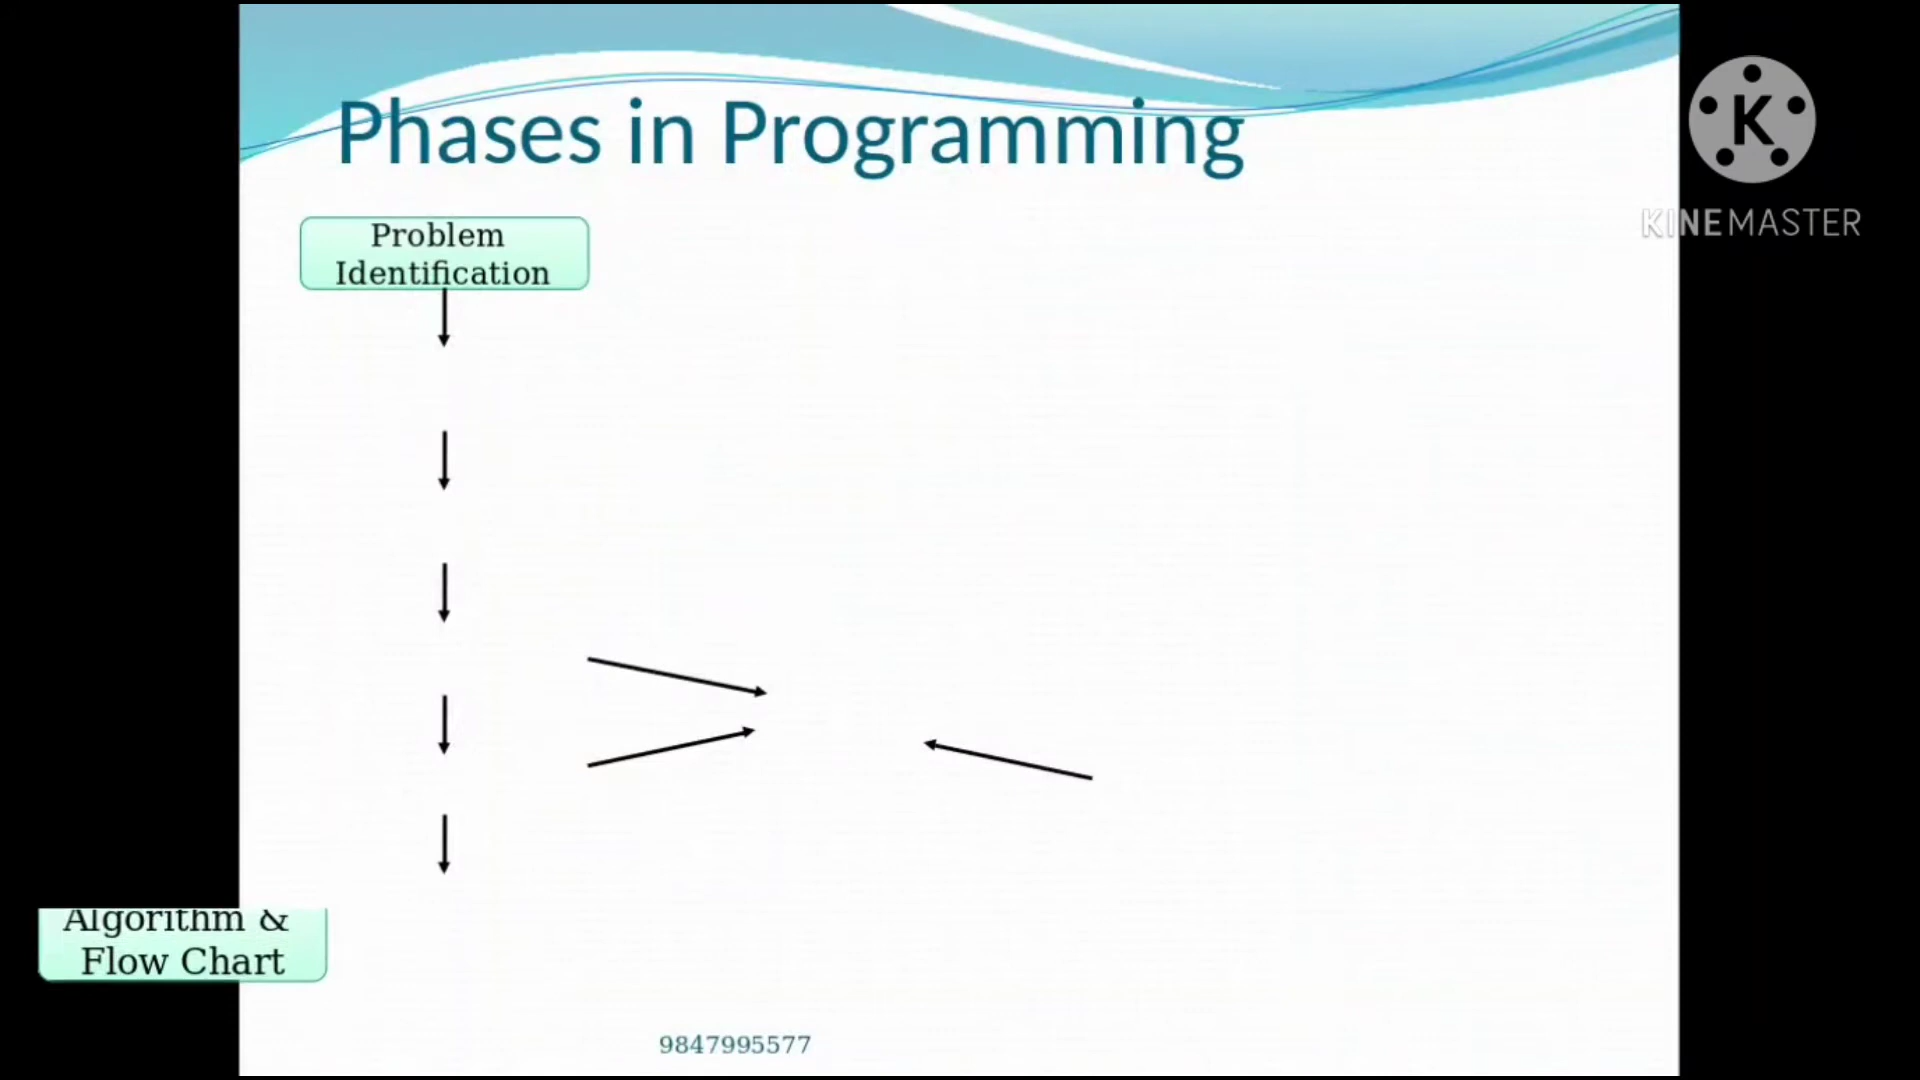 Phases in Programming
K
KINEMASTER
Problem
Identification
Algorithm &
Flow Chart
9847995577